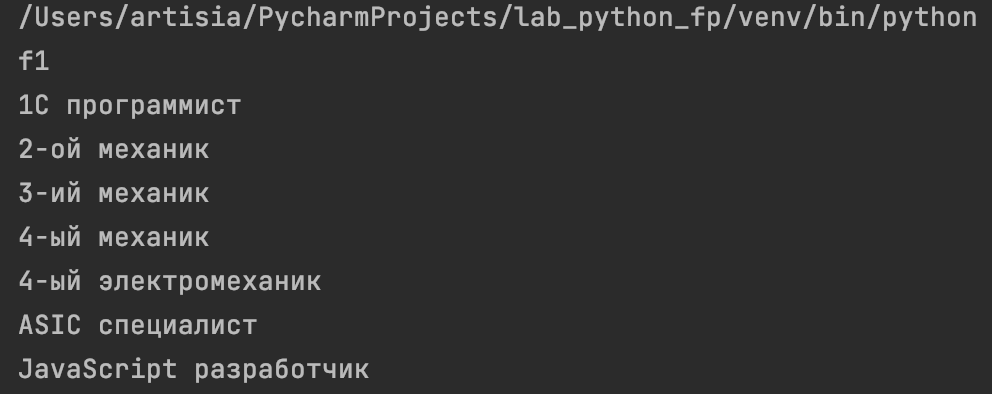 /Users/artisia/PycharmProjects/lab_python_fp/venv/bin/python
f1
1C программист
2-ой механик
3-ий механик
4-ый механик
4-ый электромеханик
ASIC специалист
JavaScript разработчик